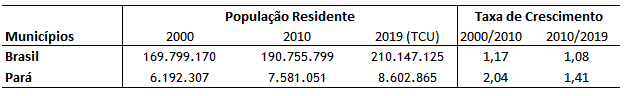 População Residente Taxa de Crescimento
Municípios 2000 2010 2019 (TCU) 2000/2010 2010/2019
Brasil 169.799.170 190.755.799 210.147.125 1,17 1,08
Pará 6.192.307 7.581.051 8.602.865 2,04 1,41